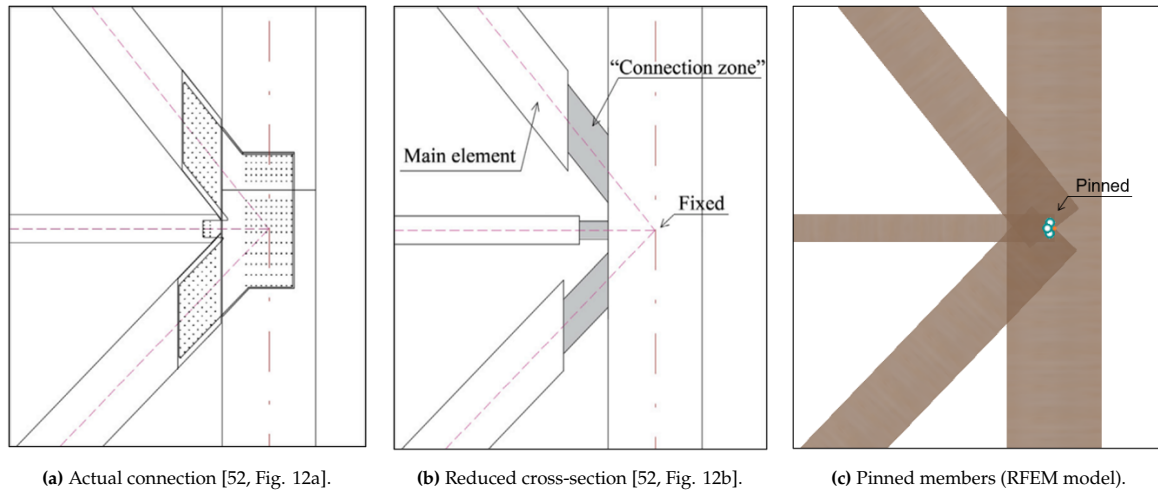 “Connection zone”
Main element
Fixed
Pinned
(a) Actual connection [52, Fig. 12a].
(b) Reduced cross-section [52, Fig. 12b].
(c) Pinned members (RFEM model).